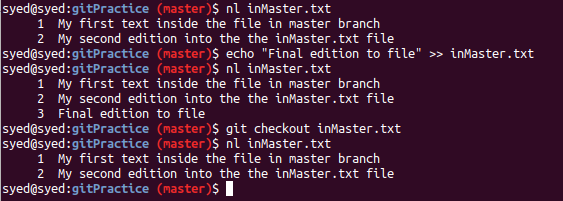 syed@syed:gitPractice (master)$ nl inMaster.txt
1 My first text inside the file in master branch
2 My second edition into the the inMaster.txt file
syed@syed:gitPractice (master)$ echo "Final edition to file" >> inMaster.txt
syed@syed:gitPractice (master)$ nl inMaster.txt
1 My first text inside the file in master branch
2 My second edition into the the inMaster.txt file
3 Final edition to file
syed@syed:gitPractice (master)$ git checkout inMaster.txt
syed@syed:gitPractice (master)$ nl inMaster.txt
1 My first text inside the file in master branch
2 My second edition into the the inMaster.txt file
syed@syed:gitPractice (master)$